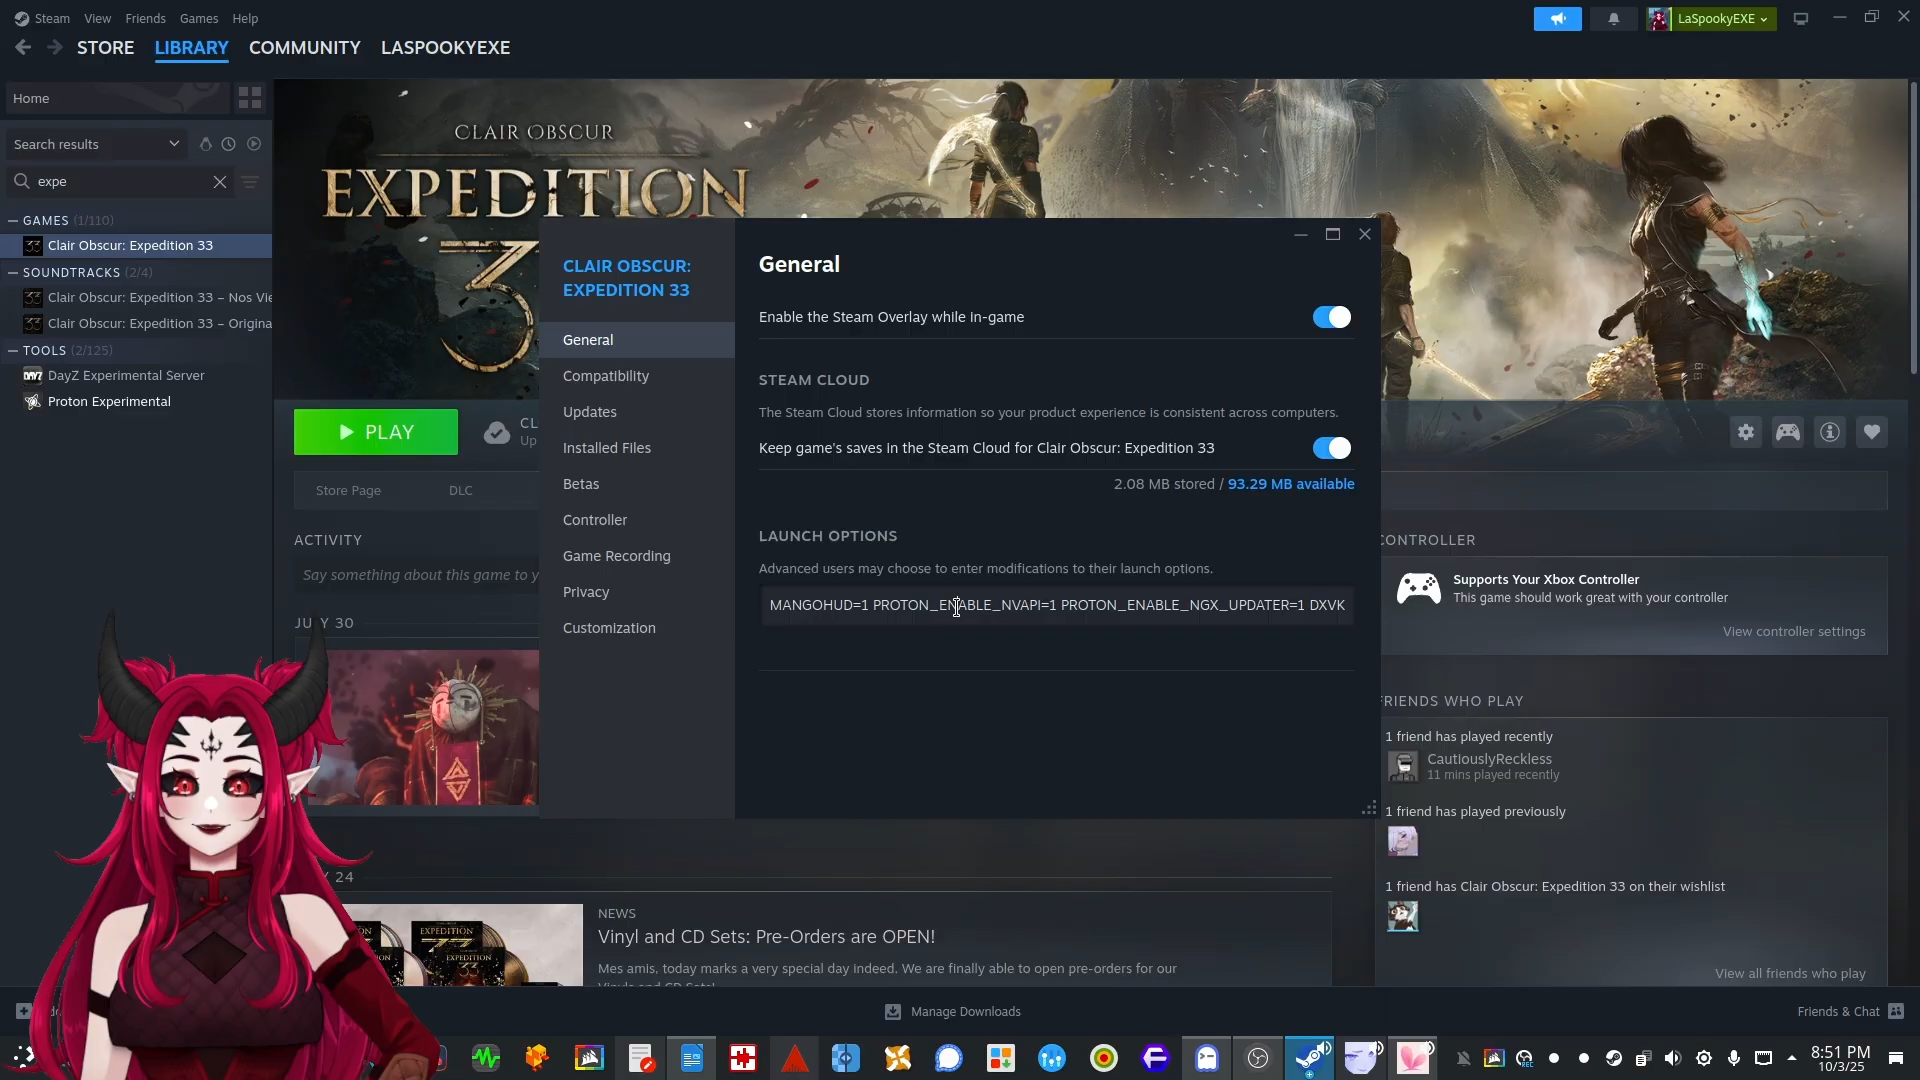 Steam View Friends Games Help
LaSpookyEXE
STORE LIBRARY COMMUNITY LASPOOKYEXE
Home
Search results
expe
GAMES (1/110)
Clair Obscur: Expedition 33
SOUNDTRACKS (2/4)
Clair Obscur: Expedition 33 – Nos Vie
Clair Obscur: Expedition 33 – Origina
TOOLS (2/125)
DayZ Experimental Server
Proton Experimental
CLAIR OBSCUR
EXPEDITION
33
PLAY
CL
Up
Store Page DLC
ACTIVITY
Say something about this game to y
JULY 30
CLAIR OBSCUR:
EXPEDITION 33
General
Compatibility
Updates
Installed Files
Betas
Controller
Game Recording
Privacy
Customization
General
Enable the Steam Overlay while in-game
STEAM CLOUD
The Steam Cloud stores information so your product experience is consistent across computers.
Keep game's saves in the Steam Cloud for Clair Obscur: Expedition 33
2.08 MB stored / 93.29 MB available
LAUNCH OPTIONS
Advanced users may choose to enter modifications to their launch options.
MANGOHUD=1 PROTON_ENABLE_NVAPI=1 PROTON_ENABLE_NGX_UPDATER=1 DXVK
CONTROLLER
Supports Your Xbox Controller
This game should work great with your controller
View controller settings
FRIENDS WHO PLAY
1 friend has played recently
CautiouslyReckless
11 mins played recently
1 friend has played previously
1 friend has Clair Obscur: Expedition 33 on their wishlist
View all friends who play
Y 24
EXPEDITION
EXPEDITION
33
NEWS
Vinyl and CD Sets: Pre-Orders are OPEN!
Mes amis, today marks a very special day indeed. We are finally able to open pre-orders for our
Manage Downloads
Friends & Chat
8:51 PM
10/3/25